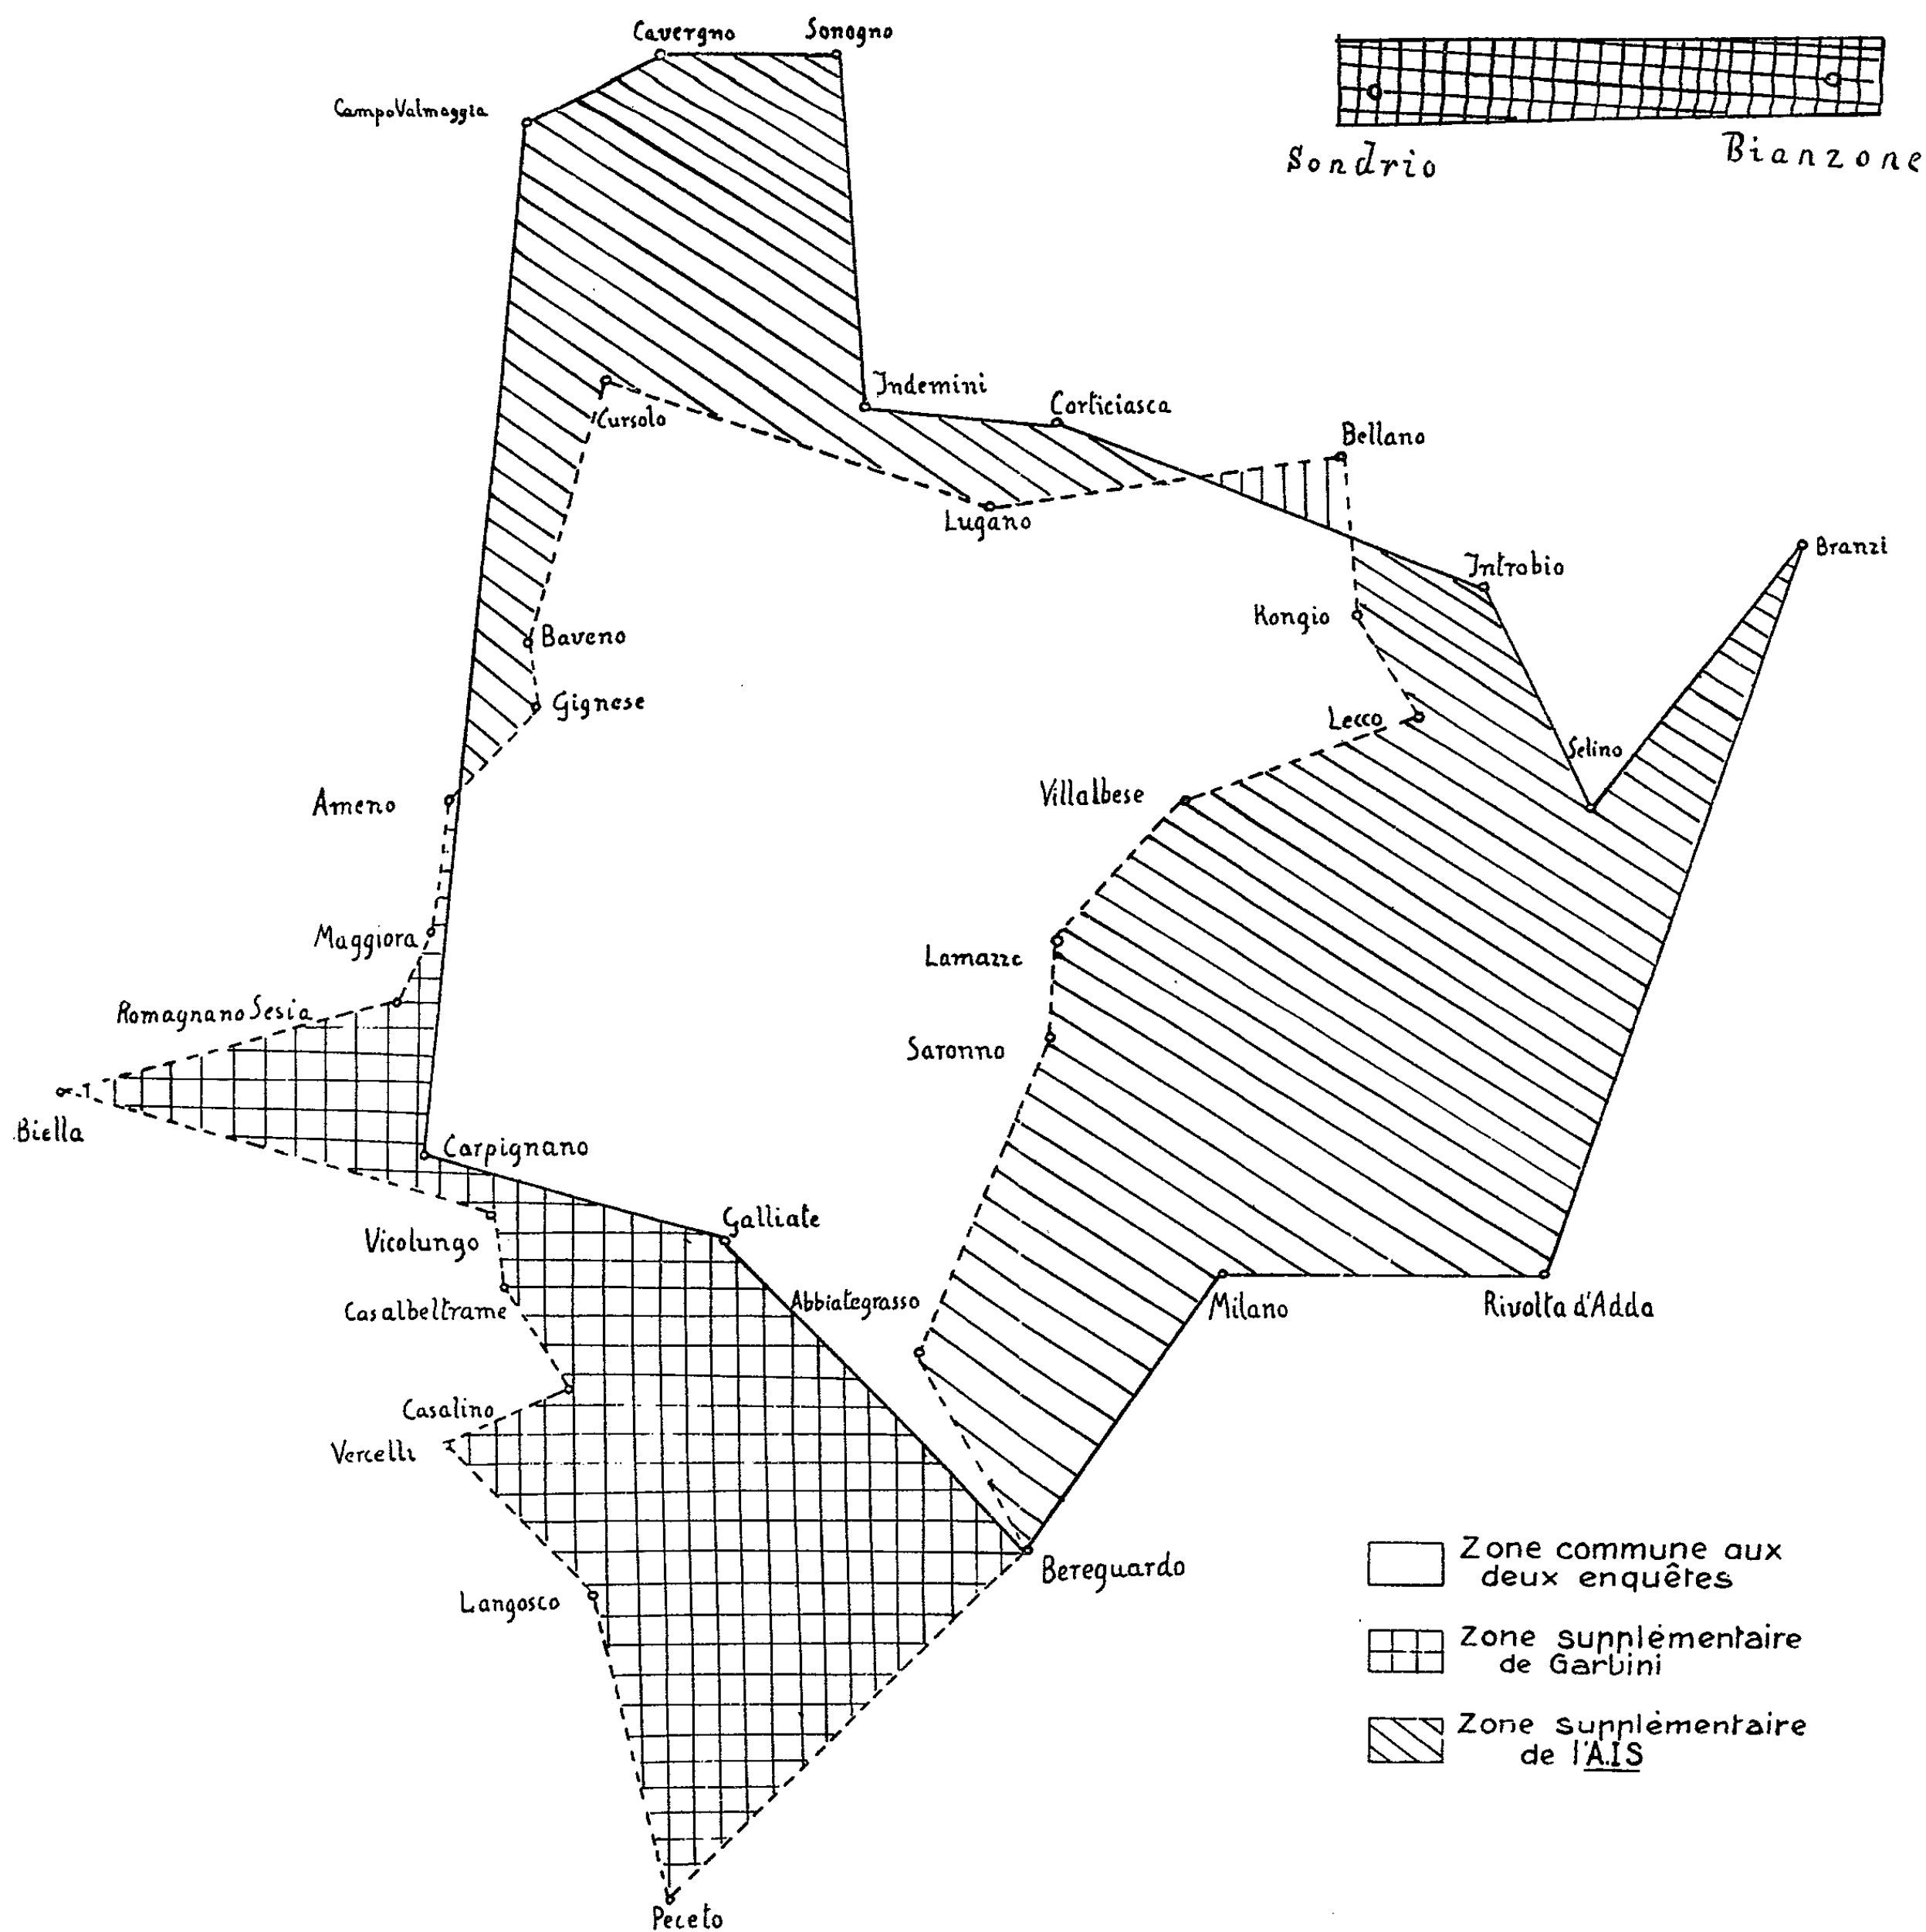 Cavergno
Sonogno
CampoValmaggia
Sondrio
Bianzone
Indemini
Corticiasca
Cursolo
Bellano
Lugano
Branzi
Introbio
Rongio
Baveno
Gignese
Lecco
Selino
Villalbese
Ameno
Maggiora
Lamazze
Romagnano Sesia
Saronno
Biella
Carpignano
Galliate
Vicolungo
Abbiategrasso
Casalbeltrame
Milano
Rivolta d'Adda
Casalino
Vercelli
Bereguardo
Langosco
Peceto
Zone commune aux
deux enquêtes
Zone supplémentaire
de Garbini
Zone supplémentaire
de l'A.I.S